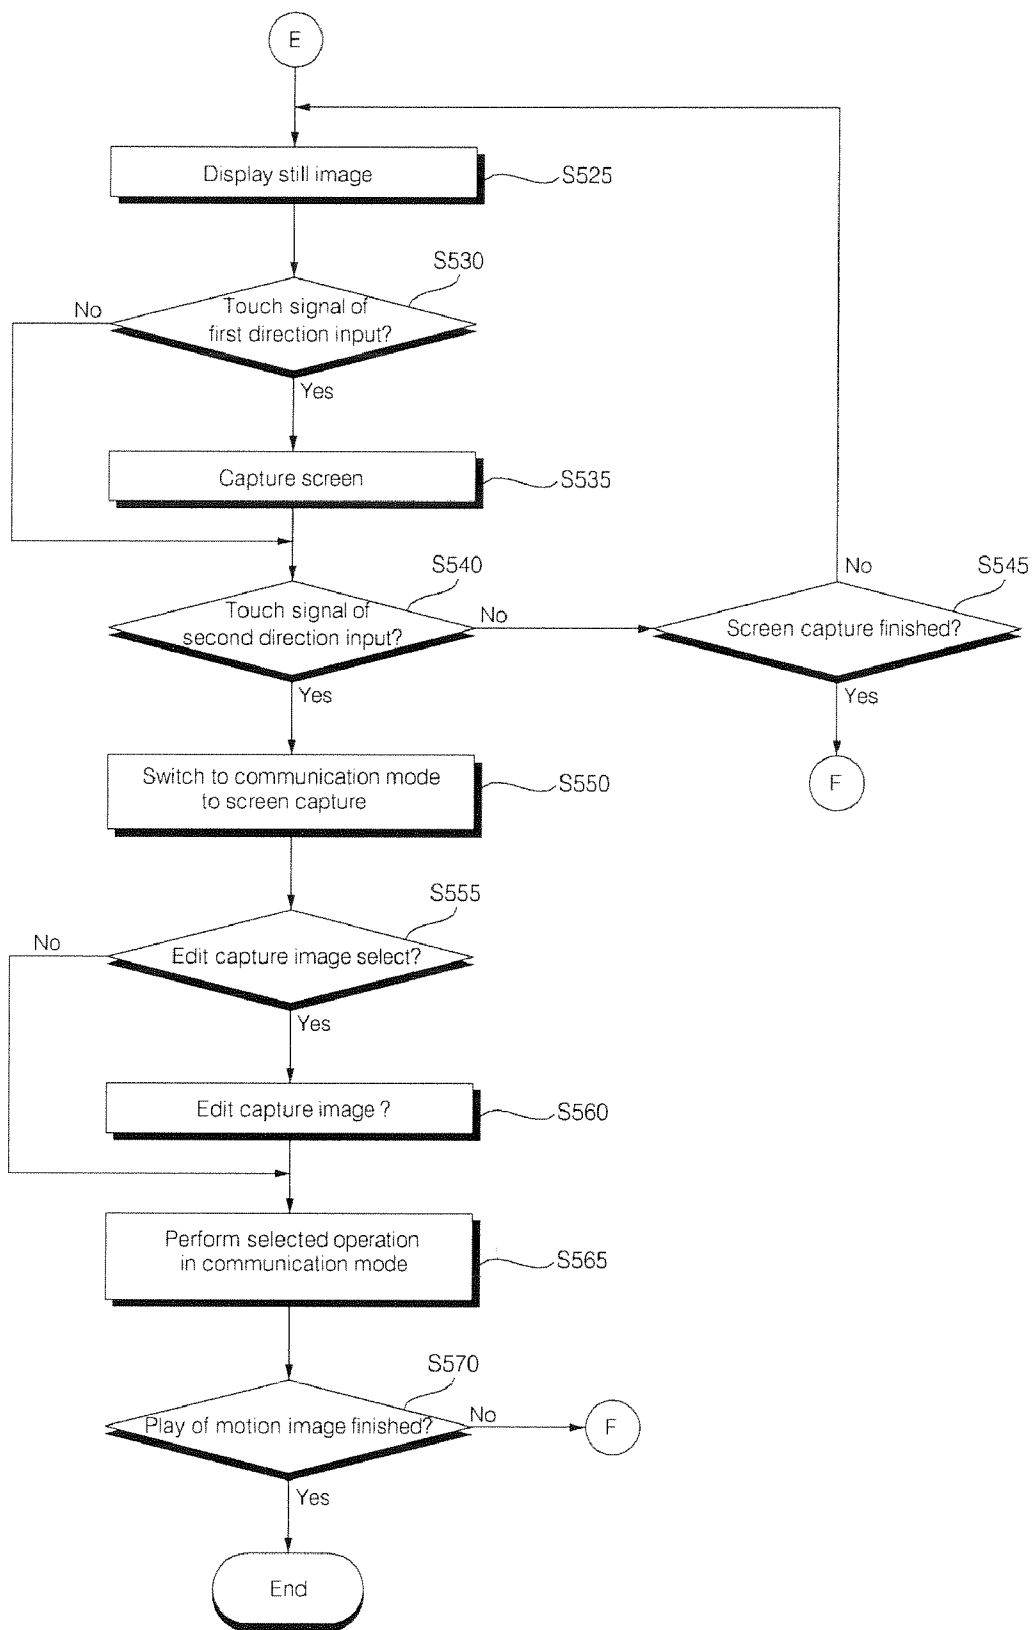 E
Display still image
S525
S530
No
Touch signal of
first direction input?
Yes
Capture screen
S535
S540
No
S545
Touch signal of
second direction input?
No
Screen capture finished?
Yes
Yes
Switch to communication mode
to screen capture
S550
F
S555
No
Edit capture image select?
Yes
Edit capture image ?
S560
Perform selected operation
in communication mode
S565
S570
Play of motion image finished?
No
F
Yes
End